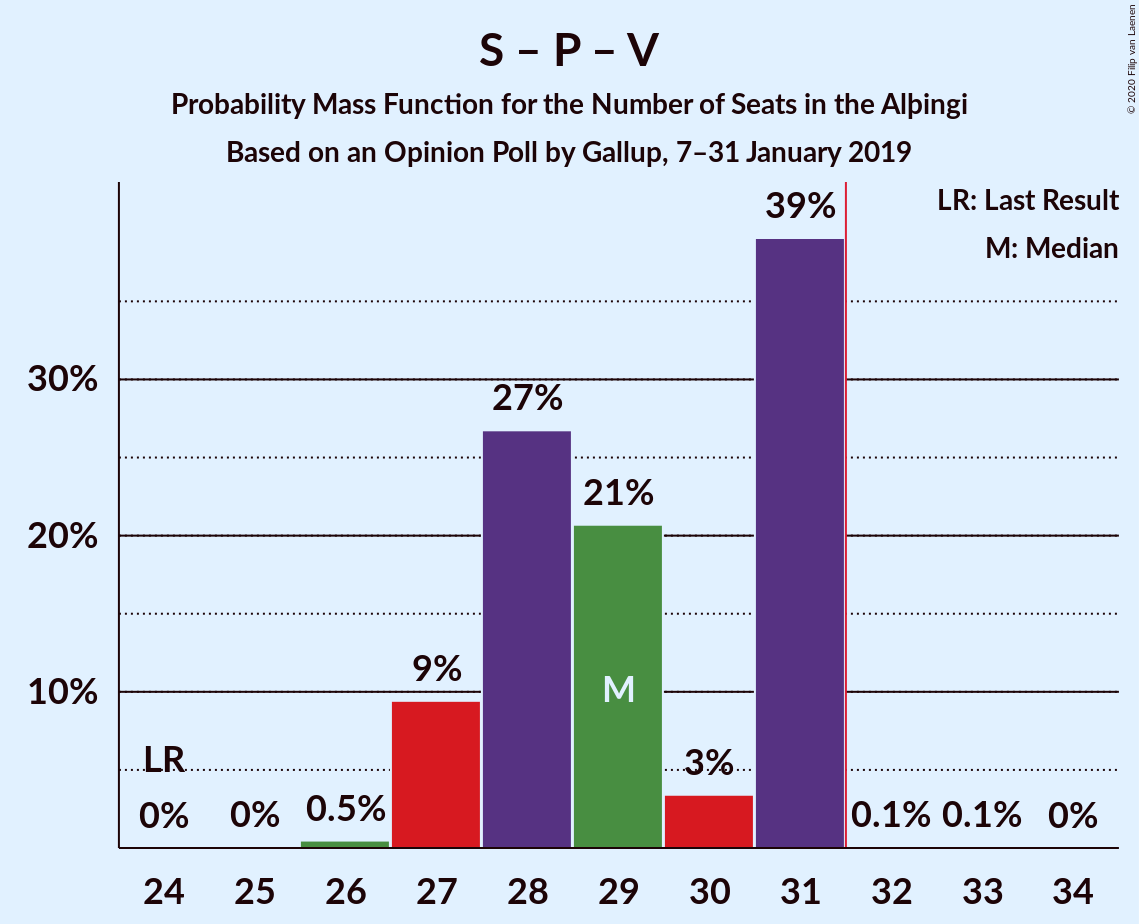 S – P – V
Probability Mass Function for the Number of Seats in the Alþingi
Based on an Opinion Poll by Gallup, 7–31 January 2019
© 2020 Filip van Laenen
LR: Last Result
M: Median
39%
30%
27%
21%
20%
M
10%
9%
LR
3%
0%
0%
0.5%
0.1%
0.1%
0%
24 25 26 27 28 29 30 31 32 33 34